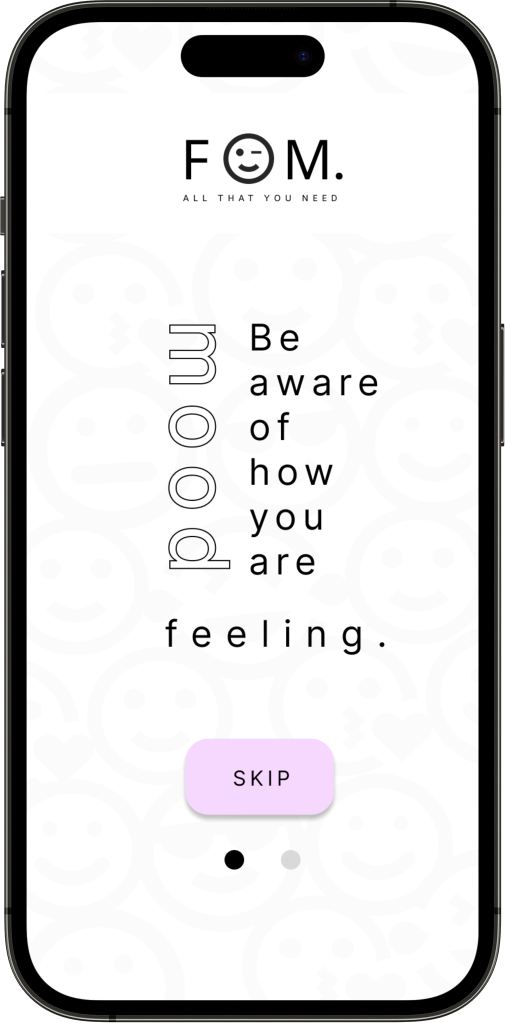 F😉M.
ALL THAT YOU NEED
mood
Be
aware
of
how
you
are
feeling.
SKIP